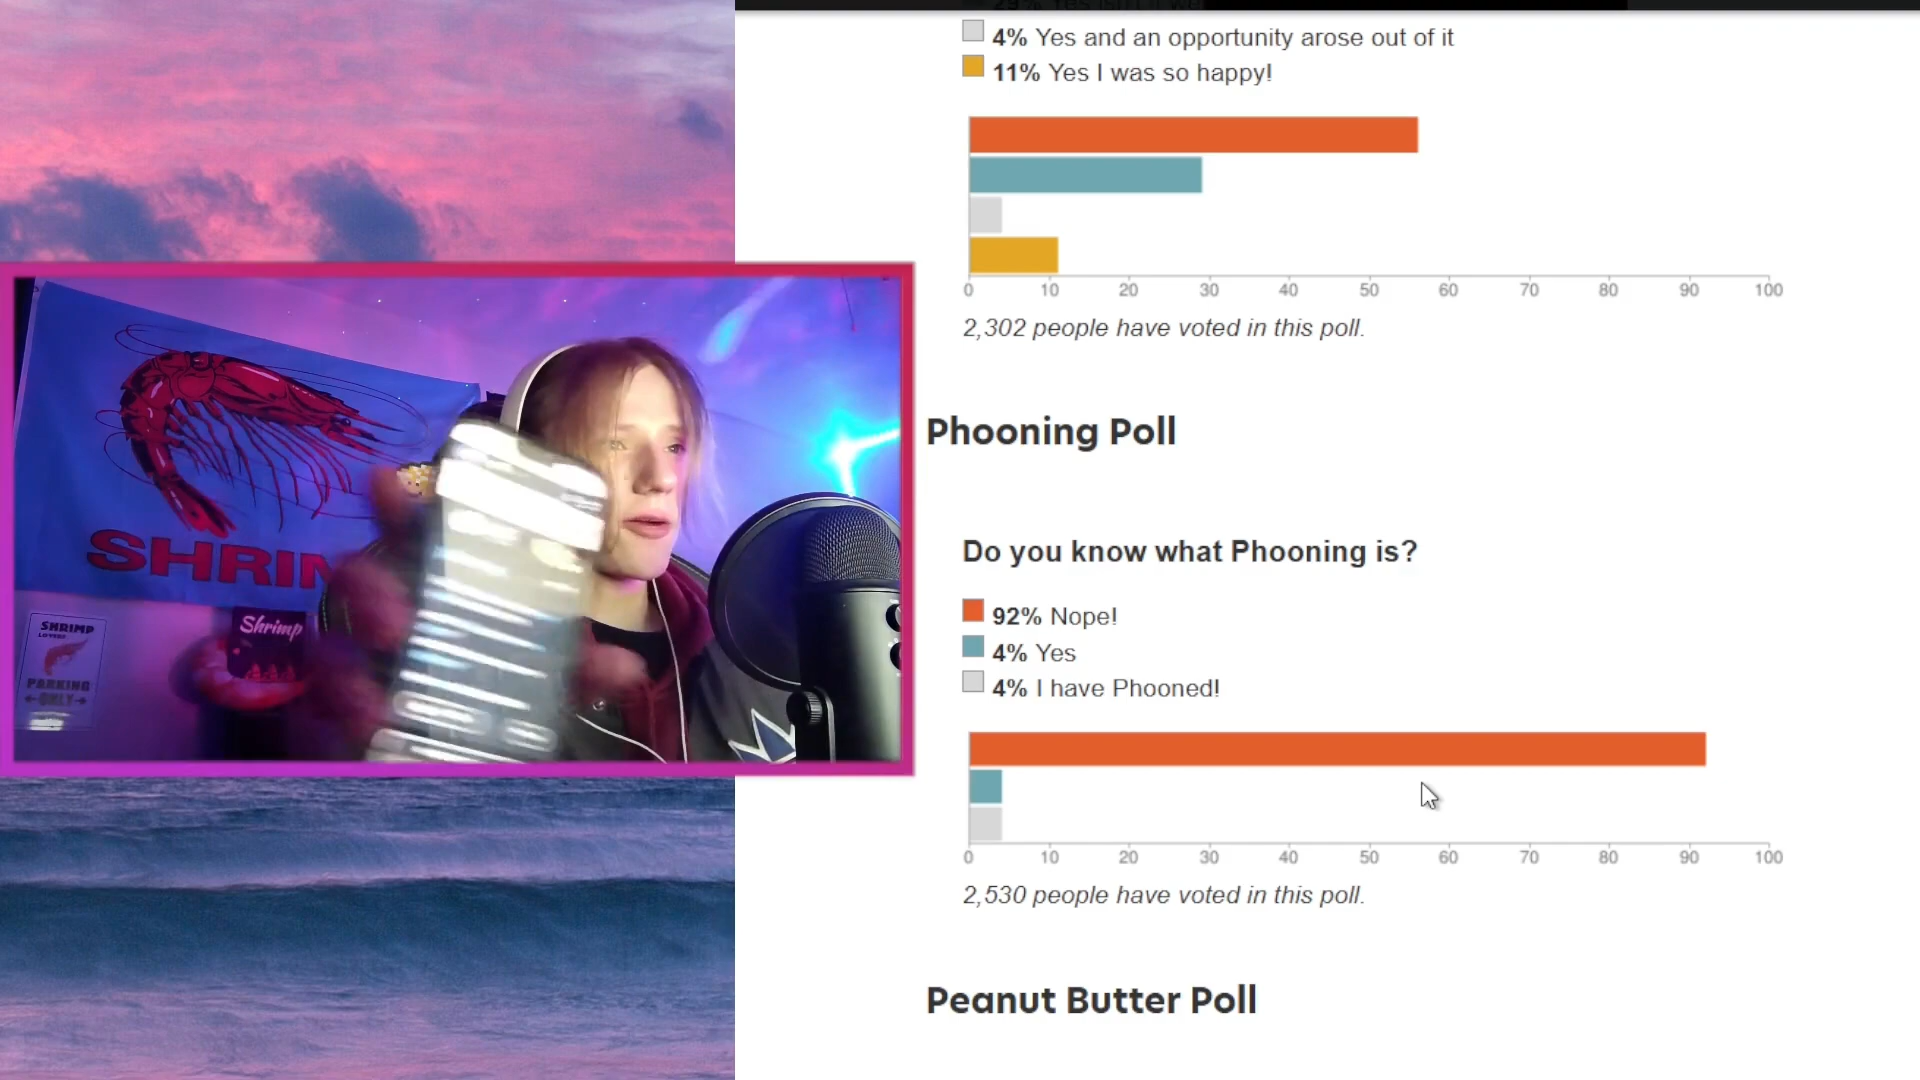 4% Yes and an opportunity arose out of it
11% Yes I was so happy!
0 10 20 30 40 50 60 70 80 90 100
2,302 people have voted in this poll.
Phooning Poll
Do you know what Phooning is?
92% Nope!
4% Yes
4% I have Phooned!
0 10 20 30 40 50 60 70 80 90 100
2,530 people have voted in this poll.
Peanut Butter Poll
SHRIM
Shrimp
SHRIMP
LOVERS
PARKING
ONLY